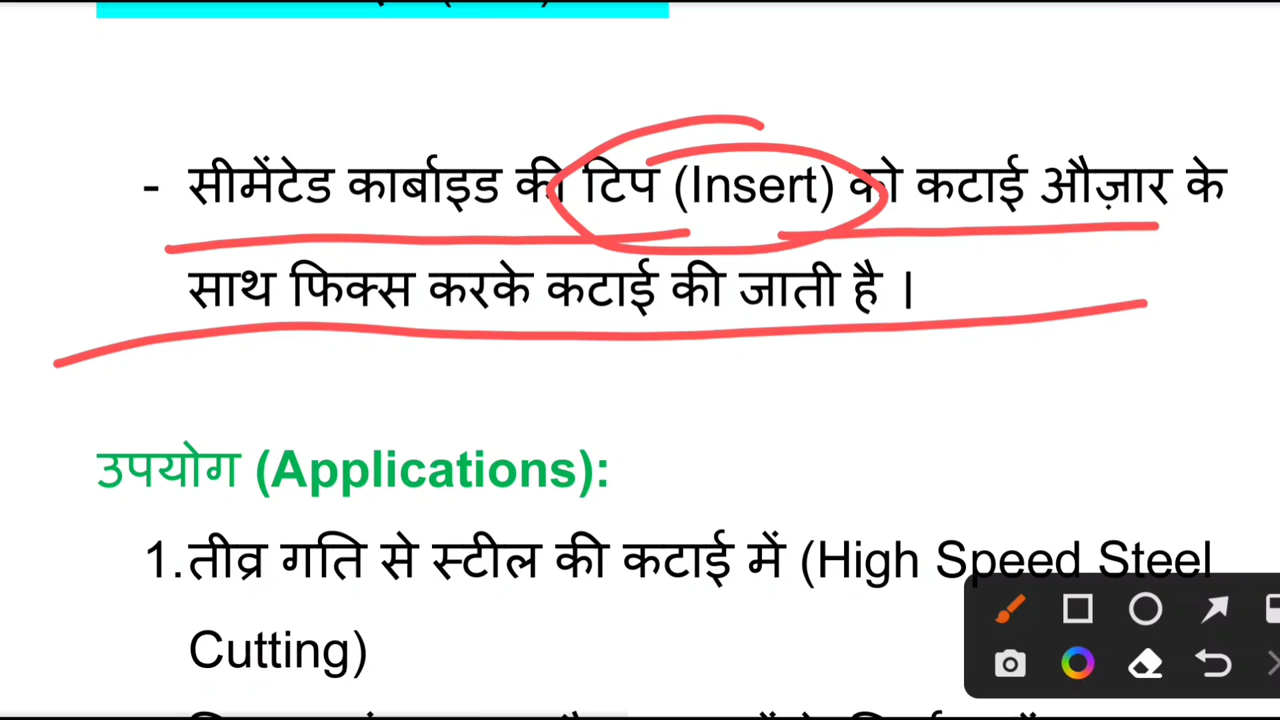 - सीमेंटेड कार्बाइड की टिप (Insert) को कटाई औज़ार के
साथ फिक्स करके कटाई की जाती है ।
उपयोग (Applications):
1. तीव्र गति से स्टील की कटाई में (High Speed Steel
Cutting)